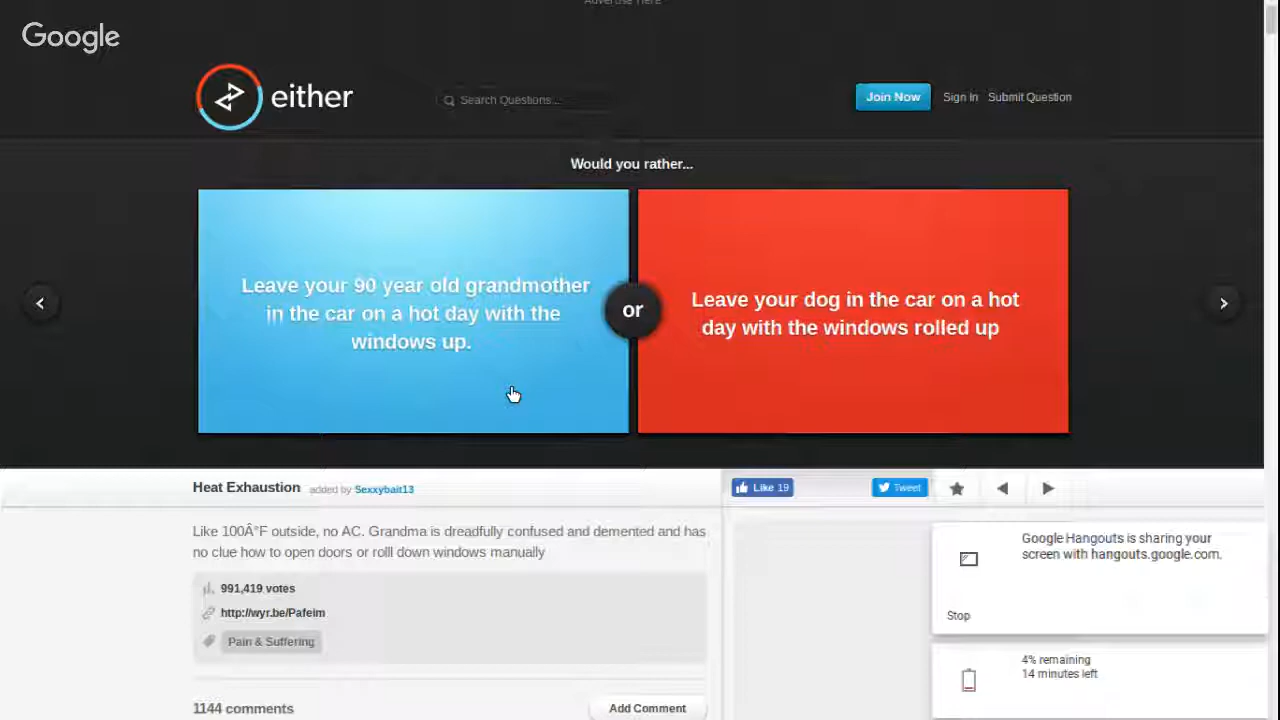 Advertise Here
Google
either
Search Questions...
Join Now
Sign In
Submit Question
Would you rather...
Leave your 90 year old grandmother
in the car on a hot day with the
windows up.
or
Leave your dog in the car on a hot
day with the windows rolled up
Heat Exhaustion
added by Sexxybait13
Like 19
Tweet
Like 100Â°F outside, no AC. Grandma is dreadfully confused and demented and has
no clue how to open doors or rolll down windows manually
991,419 votes
http://wyr.be/Pafeim
Pain & Suffering
1144 comments
Add Comment
Google Hangouts is sharing your
screen with hangouts.google.com.
Stop
4% remaining
14 minutes left